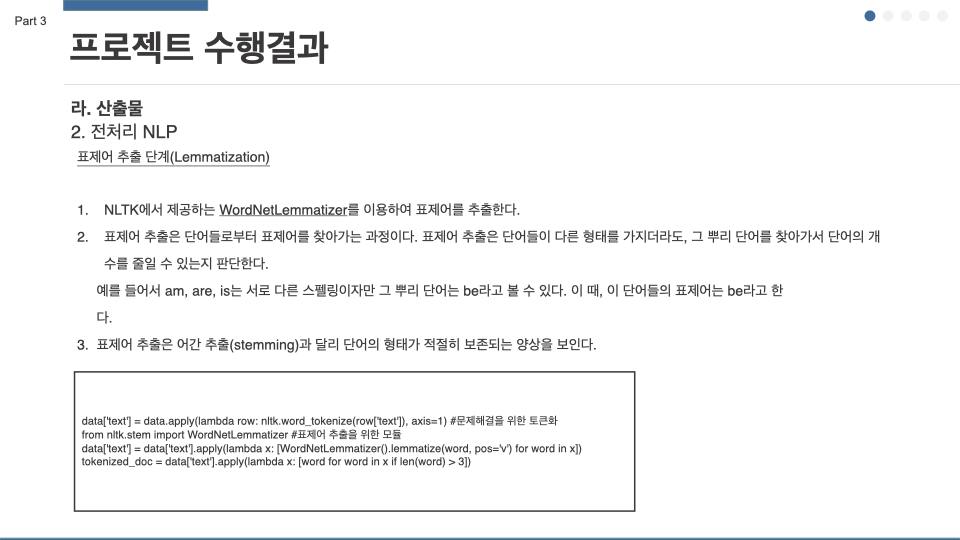 Part 3
프로젝트 수행결과
라. 산출물
2. 전처리 NLP
표제어 추출 단계(Lemmatization)
1. NLTK에서 제공하는 WordNetLemmatizer를 이용하여 표제어를 추출한다.
2. 표제어 추출은 단어들로부터 표제어를 찾아가는 과정이다. 표제어 추출은 단어들이 다른 형태를 가지더라도, 그 뿌리 단어를 찾아가서 단어의 개
수를 줄일 수 있는지 판단한다.
예를 들어서 am, are, is는 서로 다른 스펠링이자만 그 뿌리 단어는 be라고 볼 수 있다. 이 때, 이 단어들의 표제어는 be라고 한
다.
3. 표제어 추출은 어간 추출(stemming)과 달리 단어의 형태가 적절히 보존되는 양상을 보인다.
data['text'] = data.apply(lambda row: nltk.word_tokenize(row['text']), axis=1) #문제해결을 위한 토큰화
from nltk.stem import WordNetLemmatizer #표제어 추출을 위한 모듈
data['text'] = data['text'].apply(lambda x: [WordNetLemmatizer().lemmatize(word, pos='v') for word in x])
tokenized_doc = data['text'].apply(lambda x: [word for word in x if len(word) > 3])